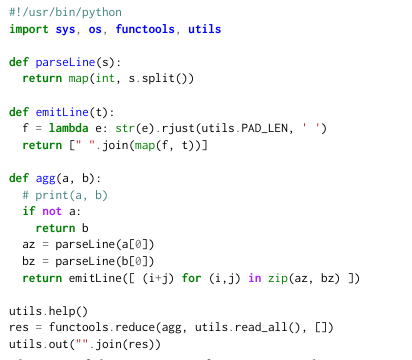 #!/usr/bin/python
import sys, os, functools, utils
def parseLine(s):
return map(int, s.split())
def emitLine(t):
f = lambda e: str(e).rjust(utils.PAD_LEN, ' ')
return [" ".join(map(f, t))]
def agg(a, b):
# print(a, b)
if not a:
return b
az = parseLine(a[0])
bz = parseLine(b[0])
return emitLine([ (i+j) for (i,j) in zip(az, bz) ])
utils.help()
res = functools.reduce(agg, utils.read_all(), [])
utils.out("".join(res))